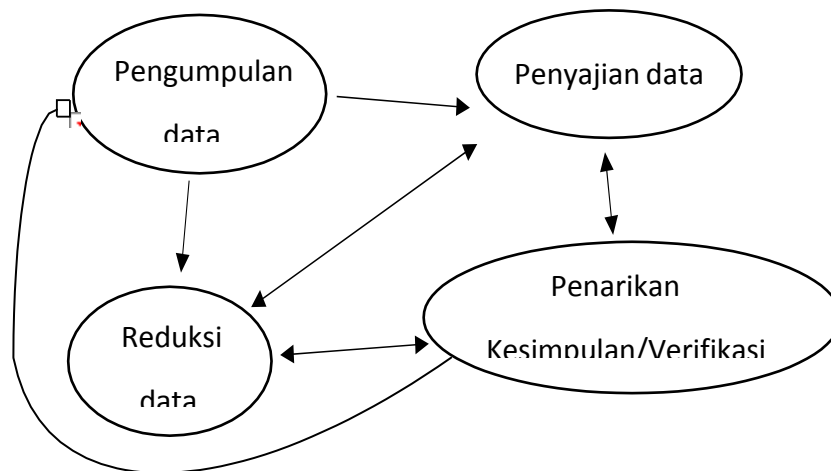 Pengumpulan
data
Penyajian data
Reduksi
data
Penarikan
Kesimpulan/Verifikasi